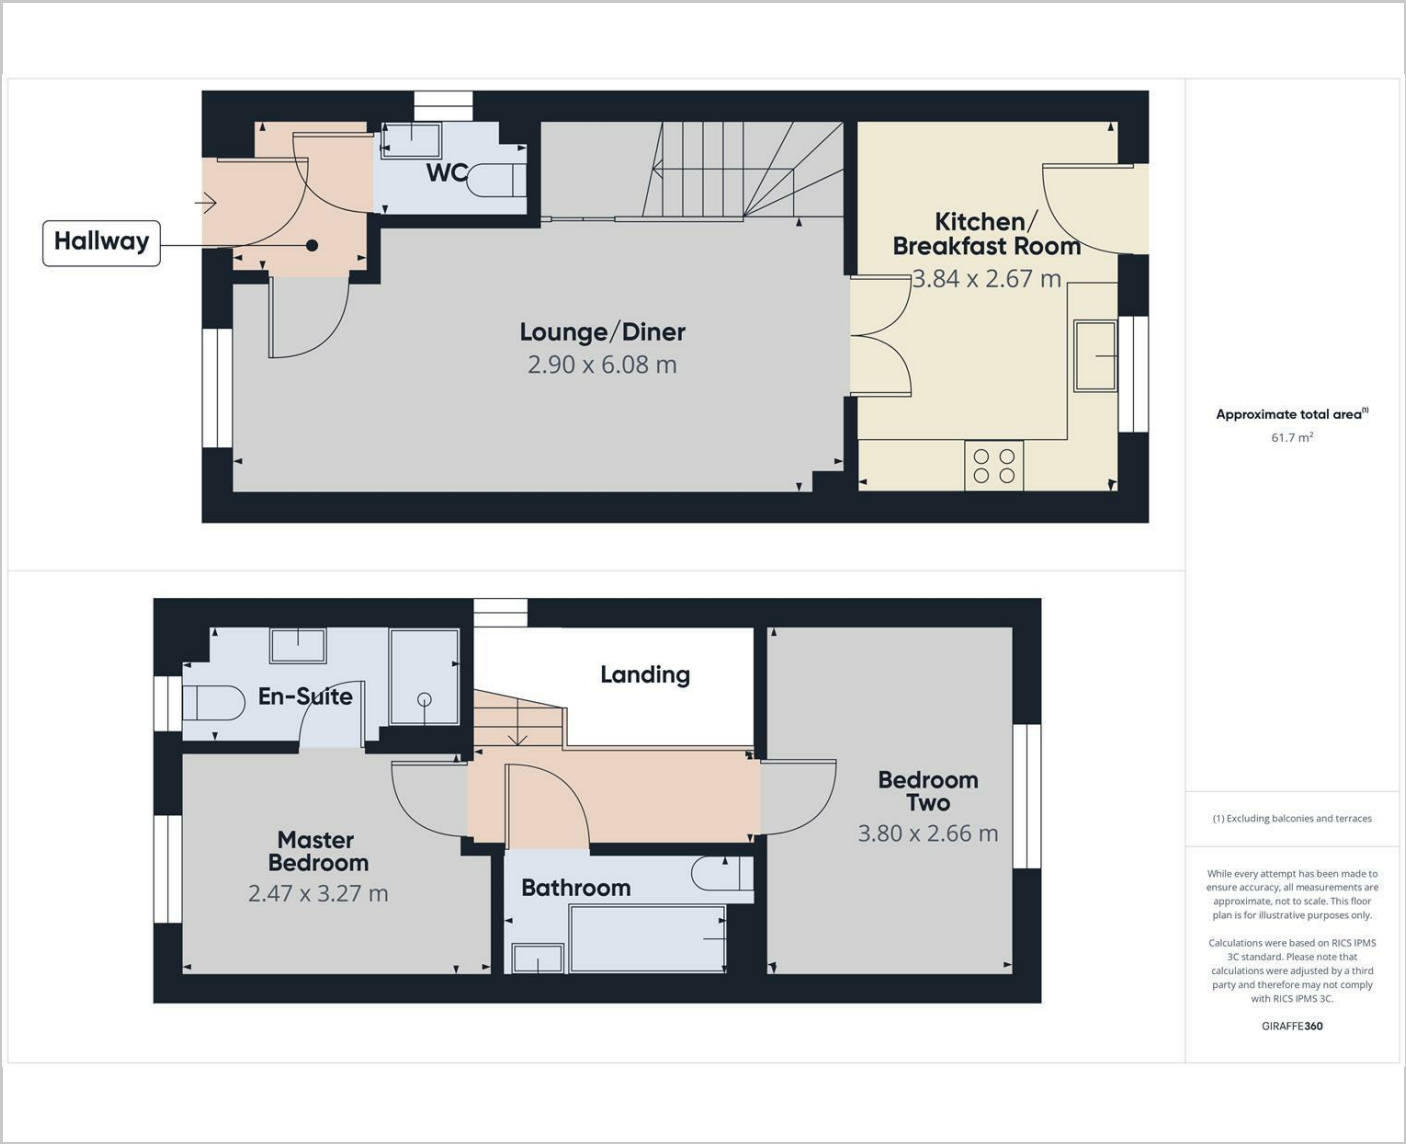 WC
Hallway
Kitchen/
Breakfast Room
3.84 x 2.67 m
Lounge/Diner
2.90 x 6.08 m
Approximate total area(1)
61.7 m²
Landing
En-Suite
Bedroom
Two
3.80 x 2.66 m
Master
Bedroom
2.47 x 3.27 m
Bathroom
(1) Excluding balconies and terraces
While every attempt has been made to
ensure accuracy, all measurements are
approximate, not to scale. This floor
plan is for illustrative purposes only.
Calculations were based on RICS IPMS
3C standard. Please note that
calculations were adjusted by a third
party and therefore may not comply
with RICS IPMS 3C.
GIRAFFE360